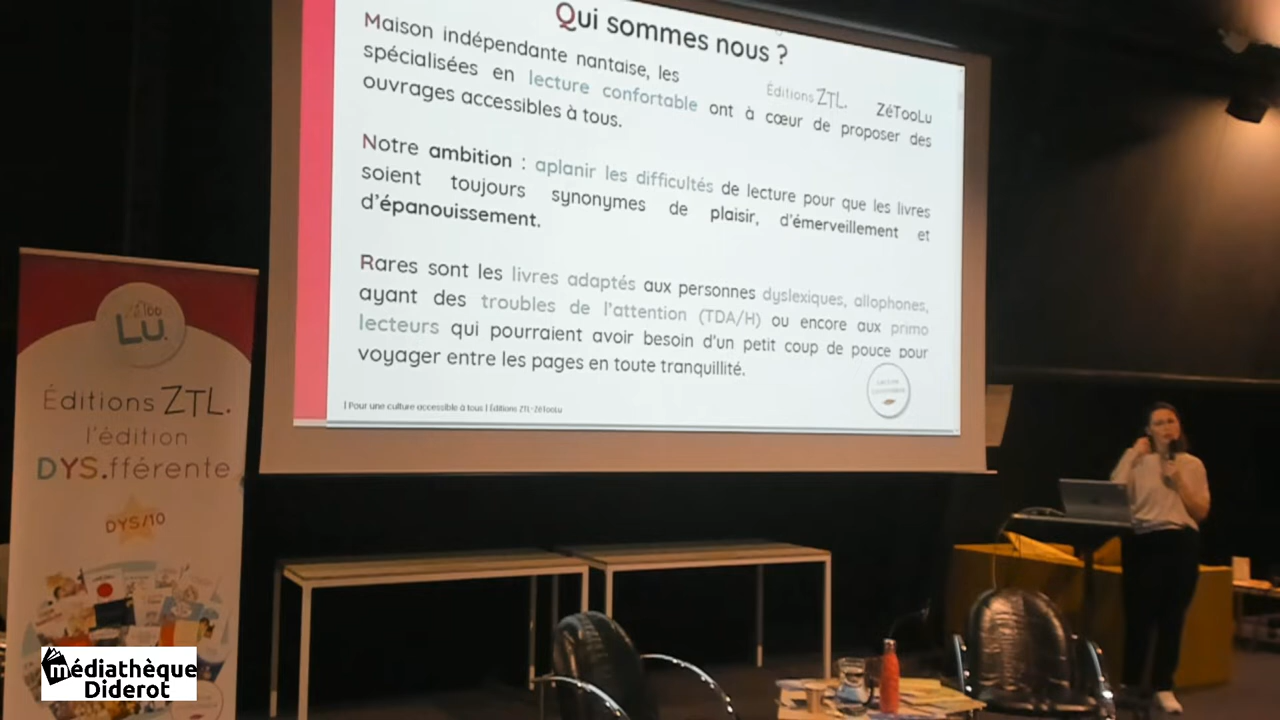 Qui sommes nous ?
Maison indépendante nantaise, les Éditions ZTL. ZéTooLu
spécialisées en lecture confortable ont à cœur de proposer des
ouvrages accessibles à tous.
Notre ambition : aplanir les difficultés de lecture pour que les livres
soient toujours synonymes de plaisir, d'émerveillement et
d'épanouissement.
Rares sont les livres adaptés aux personnes dyslexiques, allophones,
ayant des troubles de l'attention (TDA/H) ou encore aux primo
lecteurs qui pourraient avoir besoin d'un petit coup de pouce pour
voyager entre les pages en toute tranquillité.
| Pour une culture accessible à tous | Éditions ZTL-ZéTooLu
Lu.
Éditions ZTL.
l'édition
DYS.fférente
DYS/10
médiathèque
Diderot